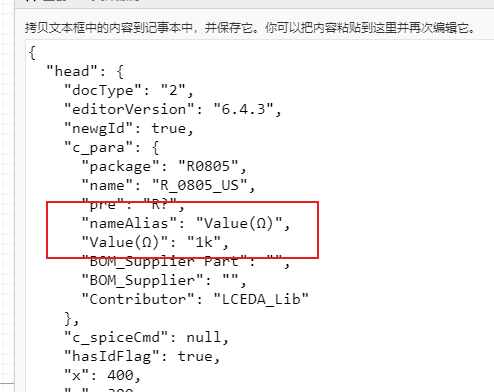 拷贝文本框中的内容到记事本中，并保存它。你可以把内容粘贴到这里并再次编辑它。
{
"head": {
"docType": "2",
"editorVersion": "6.4.3",
"newgId": true,
"c_para": {
"package": "R0805",
"name": "R_0805_US",
"pre": "R?",
"nameAlias": "Value(Ω)",
"Value(Ω)": "1k",
"BOM_Supplier Part": "",
"BOM_Supplier": "",
"Contributor": "LCEDA_Lib"
},
"c_spiceCmd": null,
"hasIdFlag": true,
"x": 400,